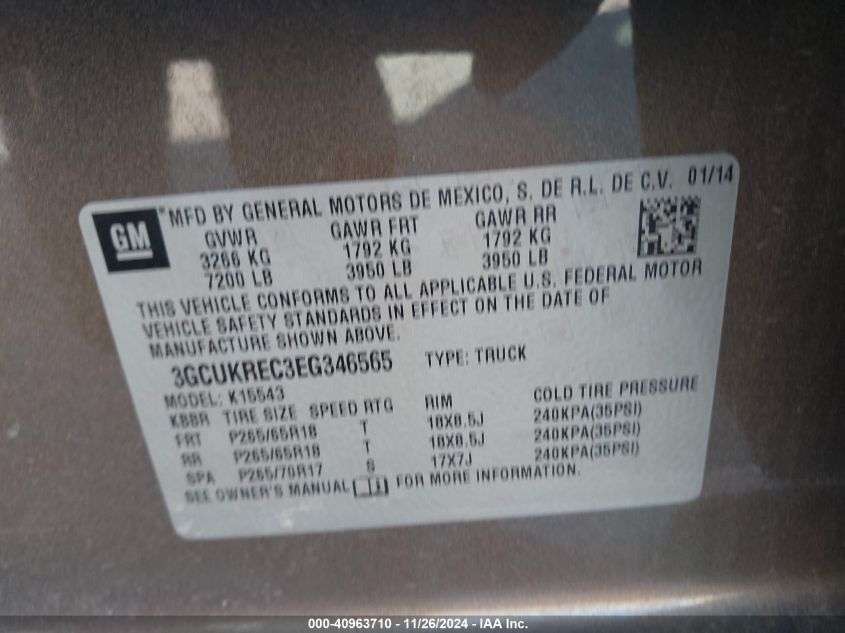 GM
*MFD BY GENERAL MOTORS DE MEXICO, S. DE R.L. DE C.V. 01/14
GVWR GAWR FRT GAWR RR
3266 KG 1792 KG 1792 KG
7200 LB 3950 LB 3950 LB
THIS VEHICLE CONFORMS TO ALL APPLICABLE U.S. FEDERAL MOTOR
VEHICLE SAFETY STANDARDS IN EFFECT ON THE DATE OF
MANUFACTURE SHOWN ABOVE.
3GCUKREC3EG346565 TYPE: TRUCK
MODEL: K15543
KBBR TIRE SIZE SPEED RTG RIM COLD TIRE PRESSURE
FRT P265/65R18 T 18X8.5J 240KPA(35PSI)
RR P265/65R18 T 18X8.5J 240KPA(35PSI)
SPA P265/70R17 S 17X7J 240KPA(35PSI)
SEE OWNER'S MANUAL FOR MORE INFORMATION.
000-40963710 - 11/26/2024 - IAA Inc.